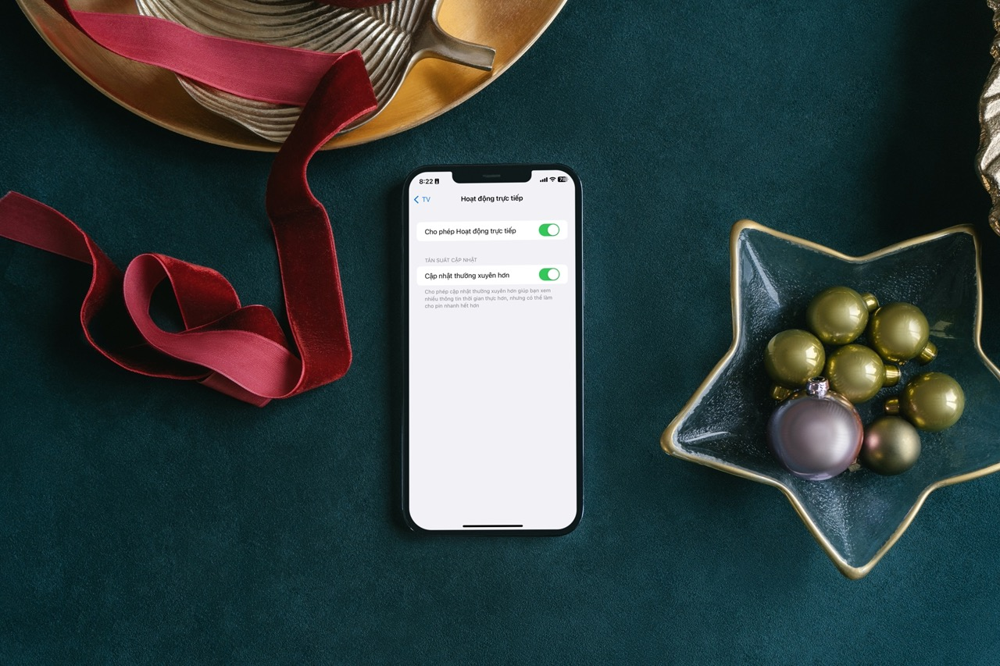 8:22
78
TV
Hoạt động trực tiếp
Cho phép Hoạt động trực tiếp
TẦN SUẤT CẬP NHẬT
Cập nhật thường xuyên hơn
Cho phép cập nhật thường xuyên hơn giúp bạn xem
nhiều thông tin thời gian thực hơn, nhưng có thể làm
cho pin nhanh hết hơn